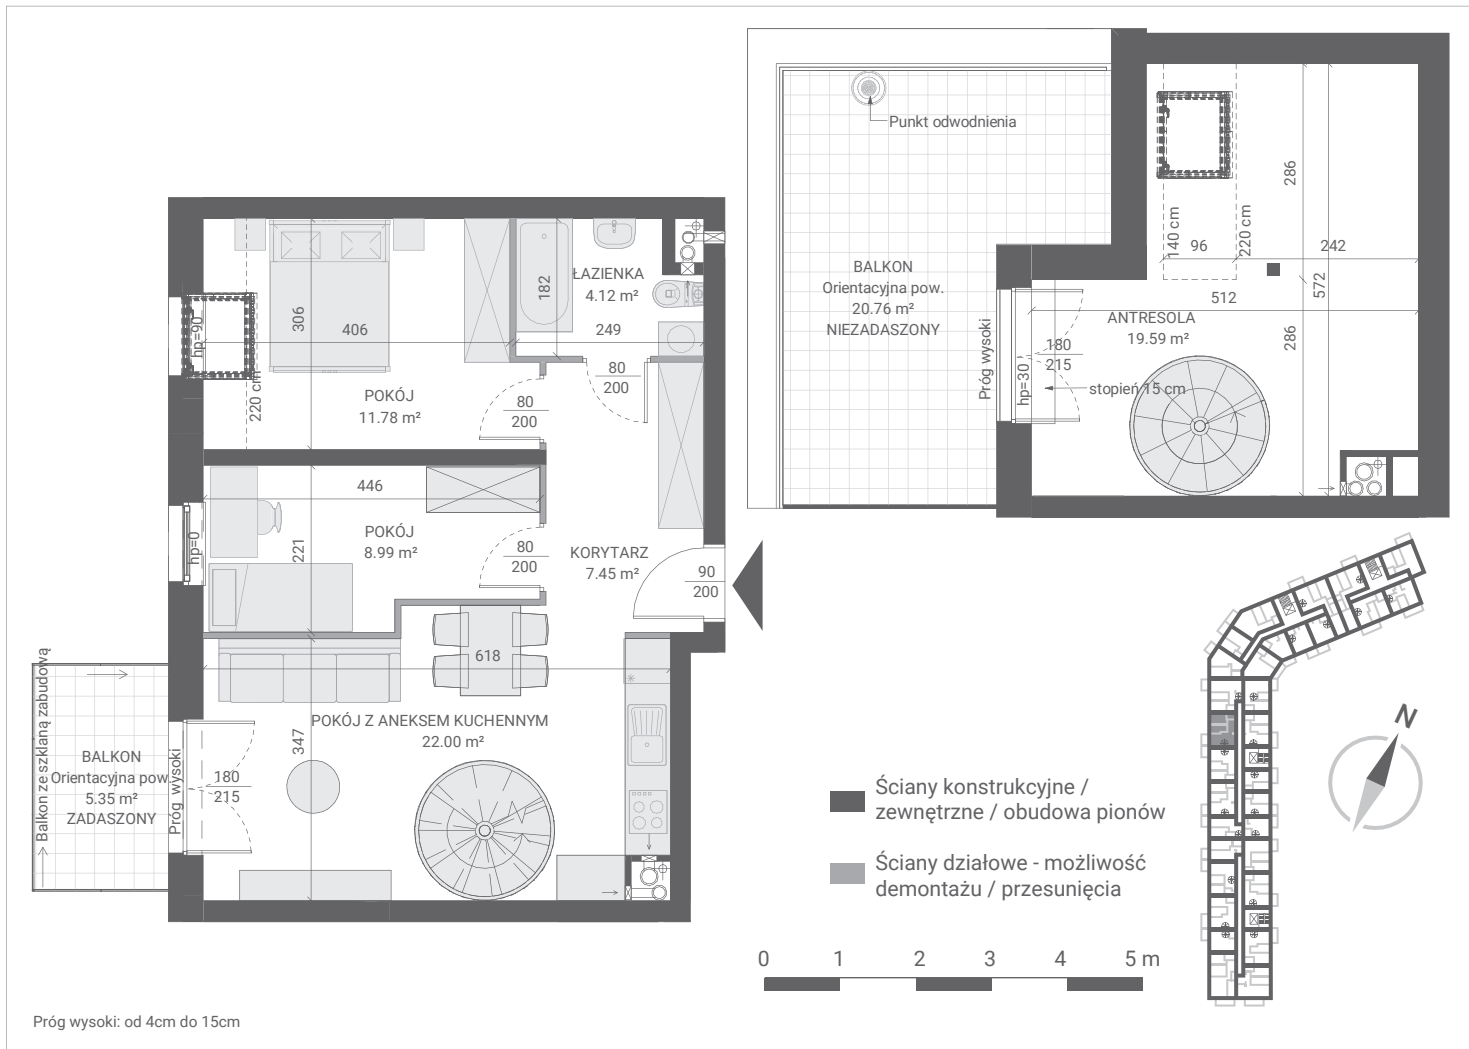 Punkt odwodnienia
BALKON
Orientacyjna pow.
20.76 m²
NIEZADASZONY
140 cm
96
220 cm
242
286
572
512
ANTRESOLA
19.59 m²
286
Próg wysoki
hp=30
180
215
stopień 15 cm
ŁAZIENKA
4.12 m²
182
249
306
406
hp=90
220 cm
POKÓJ
11.78 m²
80
200
80
200
446
POKÓJ
8.99 m²
221
hp=0
80
200
KORYTARZ
7.45 m²
90
200
618
POKÓJ Z ANEKSEM KUCHENNYM
22.00 m²
347
Balkon ze szklaną zabudową
BALKON
Orientacyjna pow.
5.35 m²
ZADASZONY
Próg wysoki
180
215
N
Ściany konstrukcyjne /
zewnętrzne / obudowa pionów
Ściany działowe - możliwość
demontażu / przesunięcia
0 1 2 3 4 5 m
Próg wysoki: od 4cm do 15cm